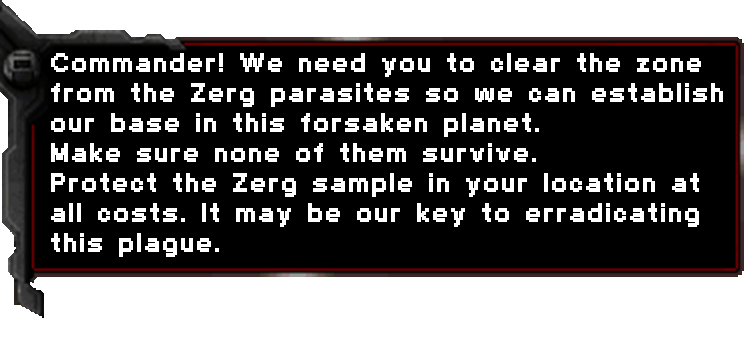 Commander! We need you to clear the zone
from the Zerg parasites so we can establish
our base in this forsaken planet.
Make sure none of them survive.
Protect the Zerg sample in your location at
all costs. It may be our key to erradicating
this plague.